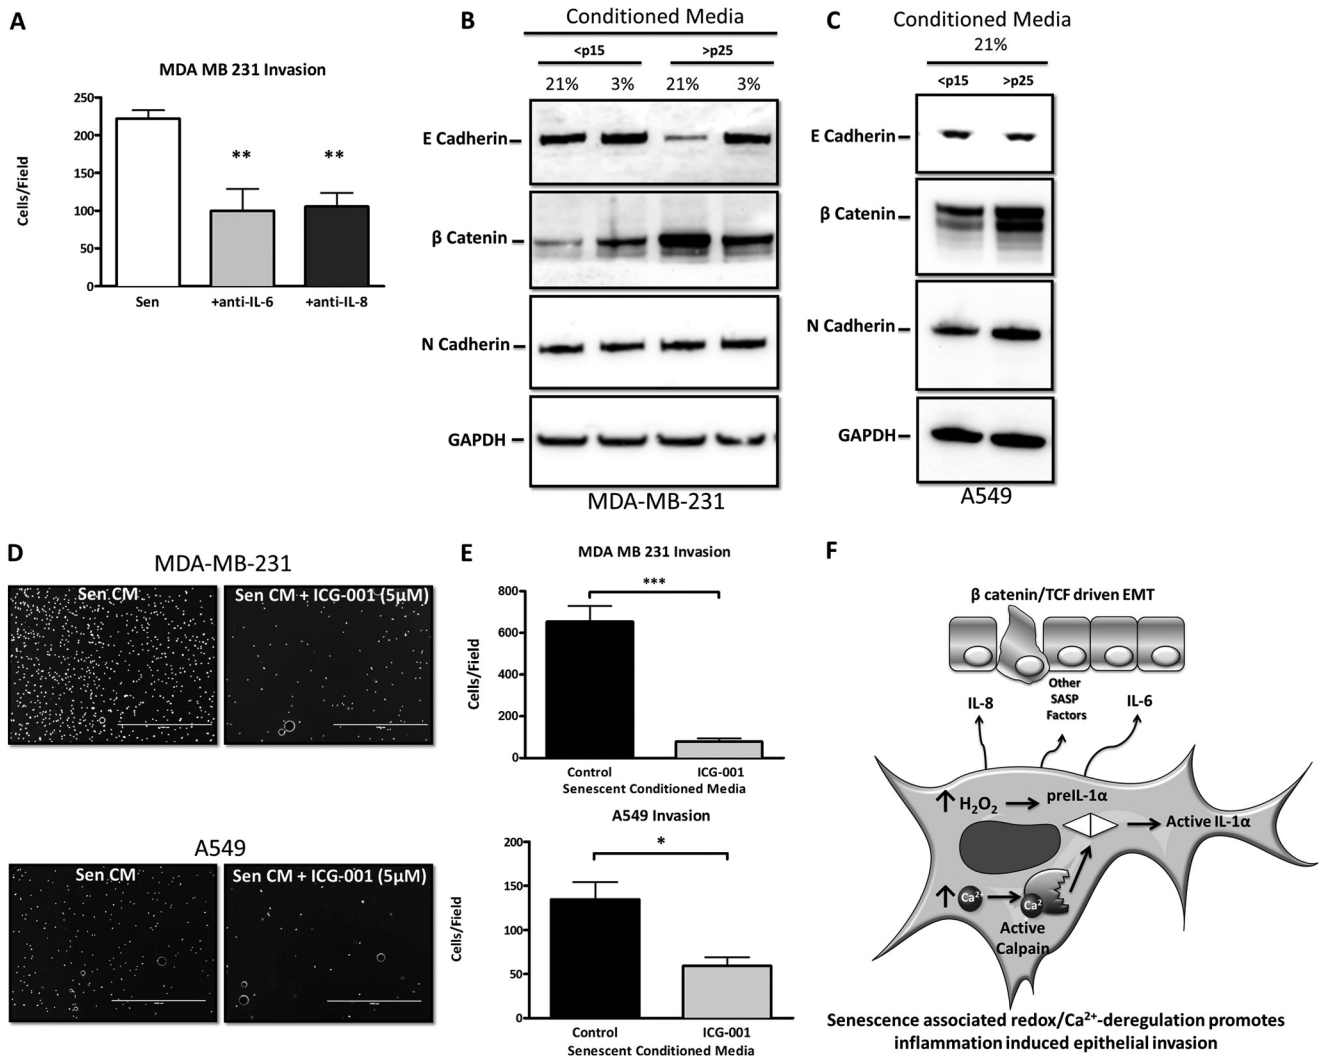 A
MDA MB 231 Invasion
Cells/Field
250
200
150
100
50
0
**
**
Sen
+anti-IL-6
+anti-IL-8
B
Conditioned Media
<p15
>p25
21%
3%
21%
3%
E Cadherin
β Catenin
N Cadherin
GAPDH
MDA-MB-231
C
Conditioned Media
21%
<p15
>p25
E Cadherin
β Catenin
N Cadherin
GAPDH
A549
D
MDA-MB-231
Sen CM
Sen CM + ICG-001 (5µM)
A549
Sen CM
Sen CM + ICG-001 (5µM)
E
MDA MB 231 Invasion
Cells/Field
800
600
400
200
0
***
Control
ICG-001
Senescent Conditioned Media
A549 Invasion
Cells/Field
200
150
100
50
0
*
Control
ICG-001
Senescent Conditioned Media
F
β catenin/TCF driven EMT
IL-8
Other
SASP
Factors
IL-6
H₂O₂
preIL-1α
Active IL-1α
Ca²⁺
Ca²
Active
Calpain
Senescence associated redox/Ca²⁺-deregulation promotes
inflammation induced epithelial invasion